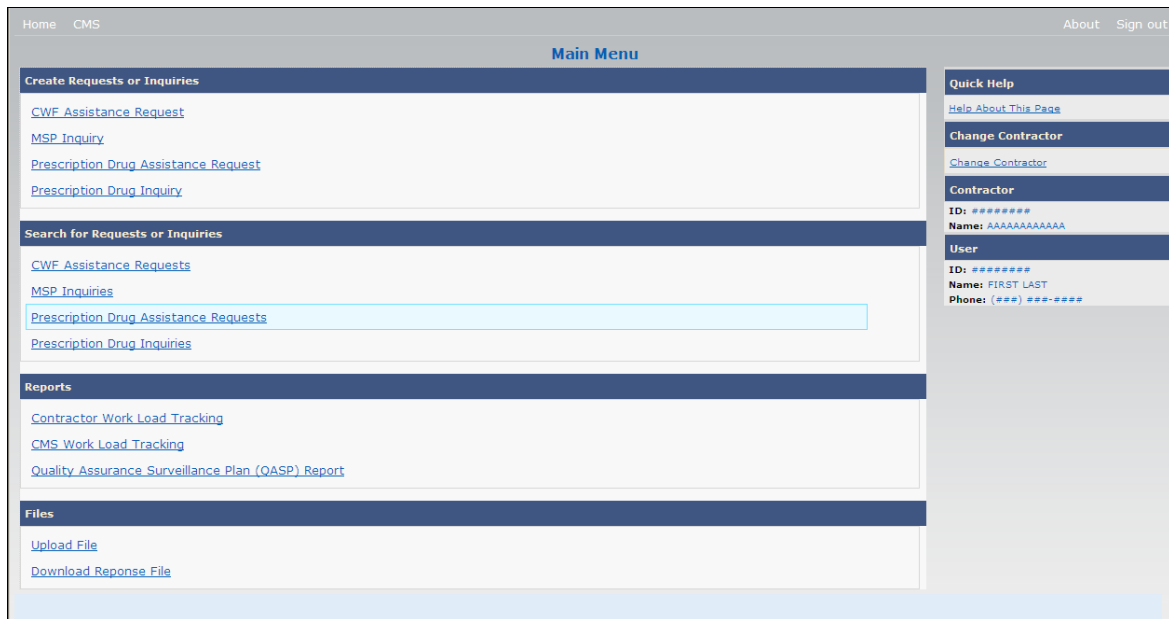 Home CMS About Sign out
Main Menu
Create Requests or Inquiries
CWF Assistance Request
MSP Inquiry
Prescription Drug Assistance Request
Prescription Drug Inquiry
Search for Requests or Inquiries
CWF Assistance Requests
MSP Inquiries
Prescription Drug Assistance Requests
Prescription Drug Inquiries
Reports
Contractor Work Load Tracking
CMS Work Load Tracking
Quality Assurance Surveillance Plan (QASP) Report
Files
Upload File
Download Reponse File
Quick Help
Help About This Page
Change Contractor
Change Contractor
Contractor
ID: ########
Name: AAAAAAAAAAAA
User
ID: ########
Name: FIRST LAST
Phone: (###) ###-####